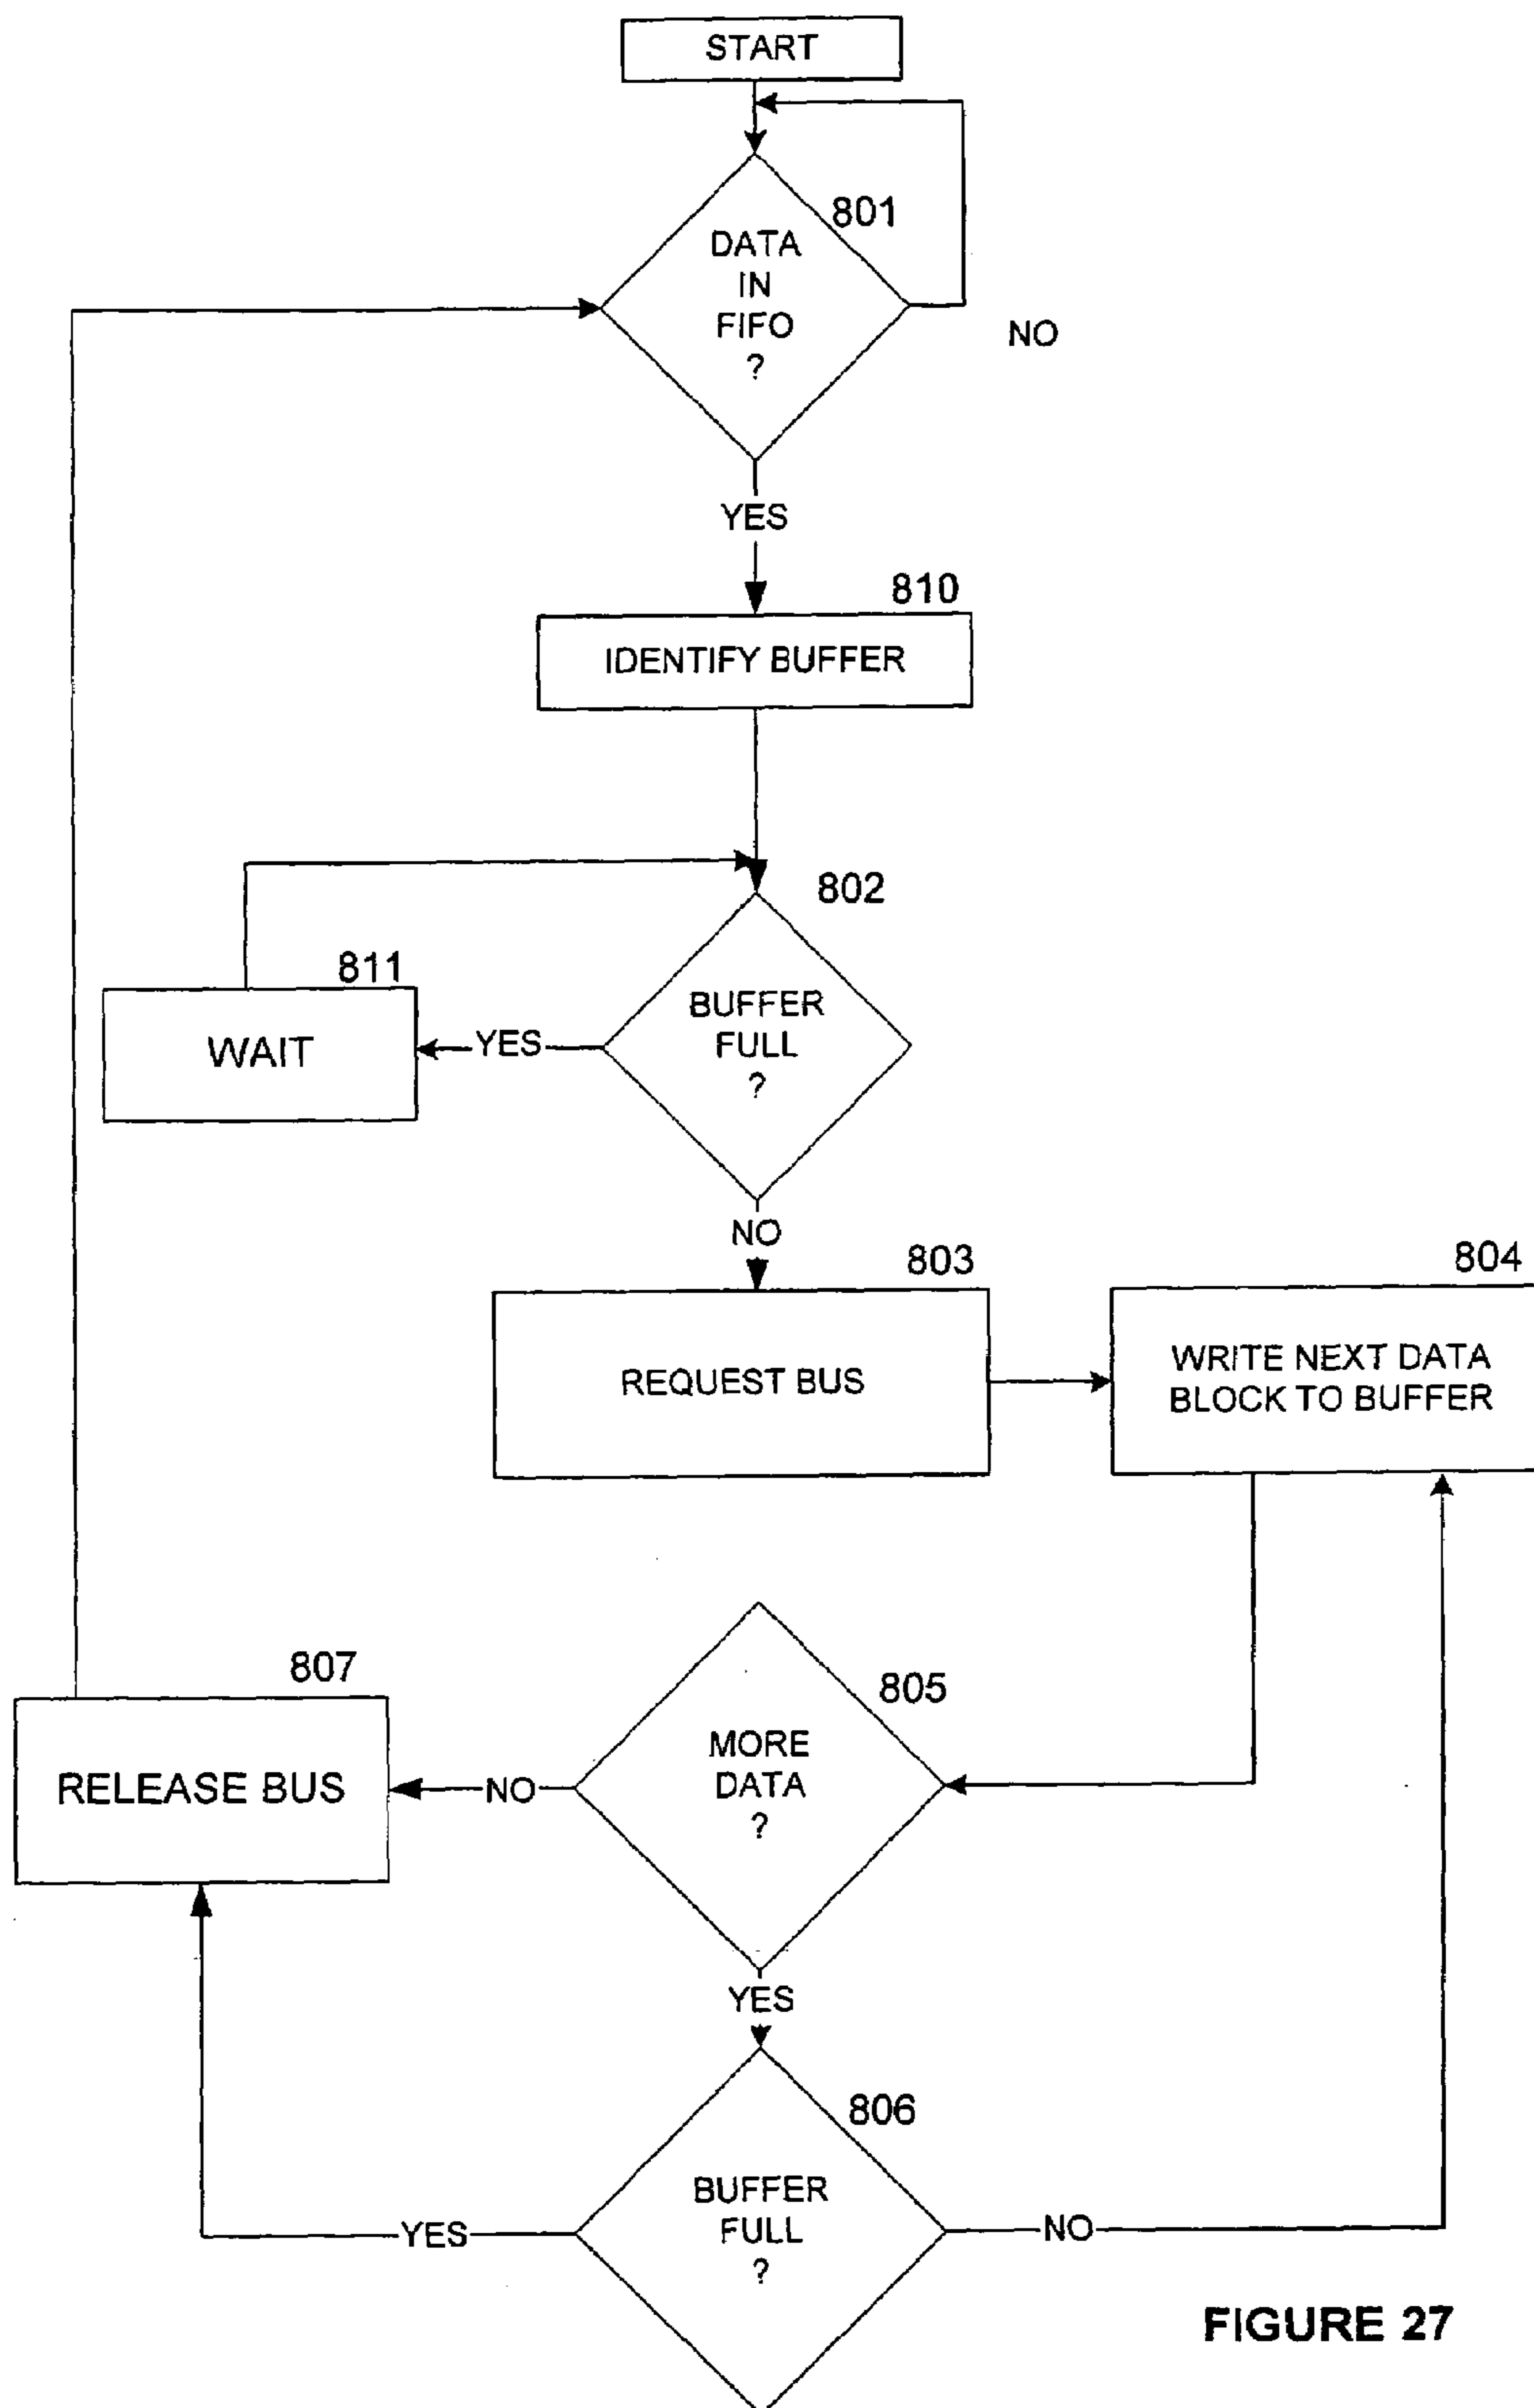 START
801
DATA
IN
FIFO
?
NO
YES
810
IDENTIFY BUFFER
802
811
BUFFER
FULL
?
WAIT
YES
NO
803
804
REQUEST BUS
WRITE NEXT DATA
BLOCK TO BUFFER
807
805
MORE
DATA
?
RELEASE BUS
NO
YES
806
BUFFER
FULL
?
YES
NO
FIGURE 27